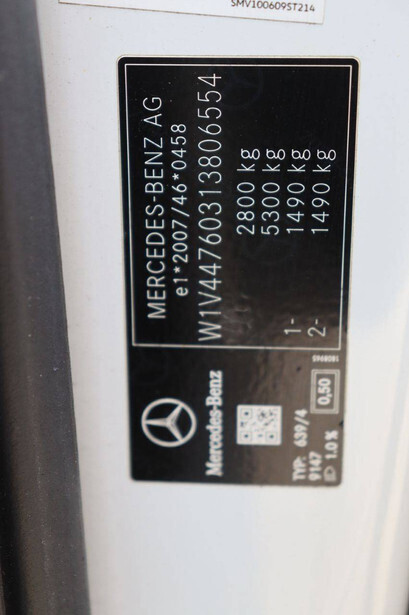 SMV100609ST214
MERCEDES-BENZ AG
e1*2007/46*0458
W1V44760313806554
2800 kg
5300 kg
1- 1490 kg
2- 1490 kg
Mercedes-Benz
TYP: 639/4
9147 0,50
1.0 %